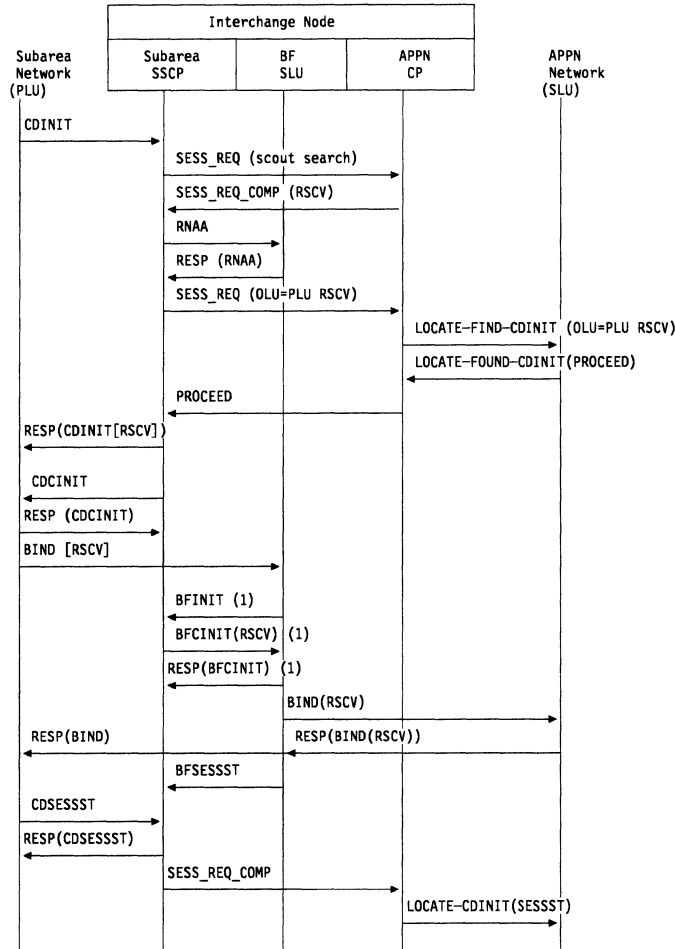 Interchange Node
Subarea Network (PLU)
Subarea SSCP
BF SLU
APPN CP
APPN Network (SLU)
CDINIT
SESS_REQ (scout search)
SESS_REQ_COMP (RSCV)
RNAA
RESP (RNAA)
SESS_REQ (OLU=PLU RSCV)
LOCATE-FIND-CDINIT (OLU=PLU RSCV)
LOCATE-FOUND-CDINIT(PROCEED)
PROCEED
RESP(CDINIT[RSCV])
CDCINIT
RESP (CDCINIT)
BIND [RSCV]
BFINIT (1)
BFCINIT(RSCV) (1)
RESP(BFCINIT) (1)
BIND(RSCV)
RESP(BIND)
RESP(BIND(RSCV))
BFSESSST
CDSESSST
RESP(CDSESSST)
SESS_REQ_COMP
LOCATE-CDINIT(SESSST)